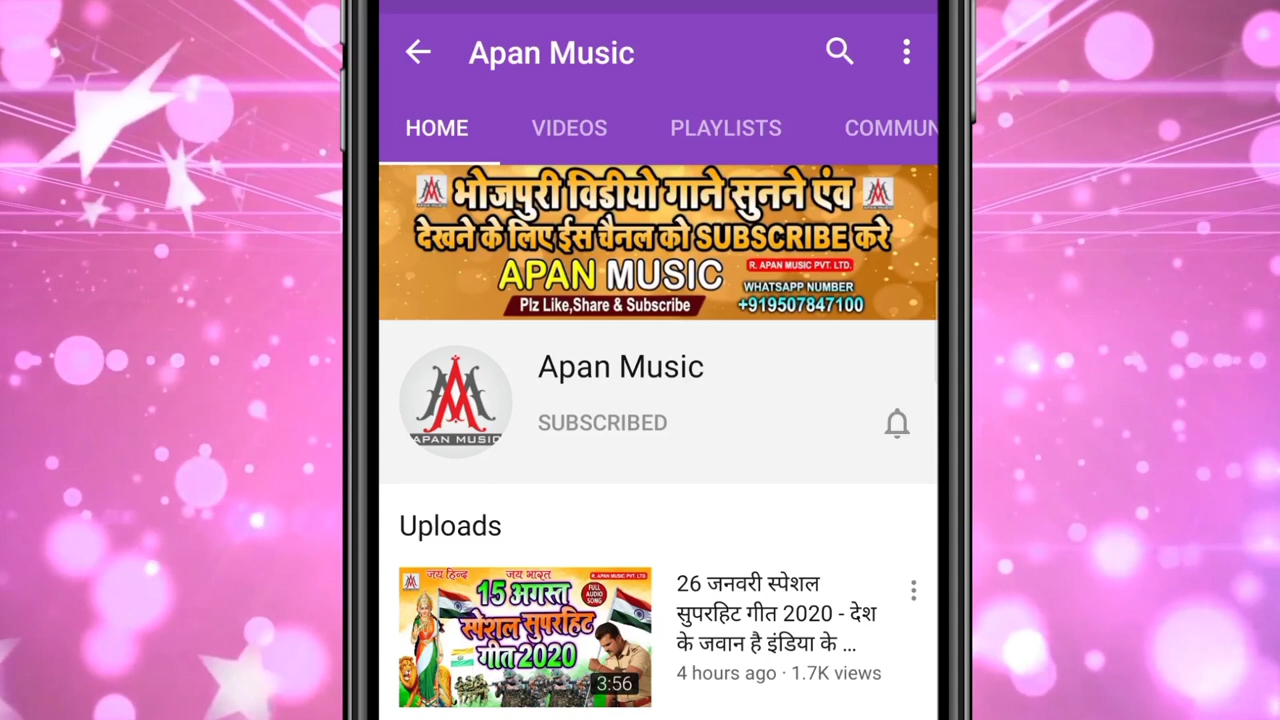 Apan Music
HOME VIDEOS PLAYLISTS COMMUN
भोजपुरी विडीयो गाने सुनने एंव
देखने के लिए ईस चैनल को SUBSCRIBE करे
APAN MUSIC
R. APAN MUSIC PVT. LTD.
WHATSAPP NUMBER
+919507847100
Plz Like,Share & Subscribe
Apan Music
SUBSCRIBED
APAN MUSIC
Uploads
जय हिन्द जय भारत
R. APAN MUSIC PVT. LTD
15 अगस्त
FULL
AUDIO
SONG
स्पेशल सुपरहिट
गीत 2020
3:56
26 जनवरी स्पेशल
सुपरहिट गीत 2020 - देश
के जवान है इंडिया के ...
4 hours ago · 1.7K views